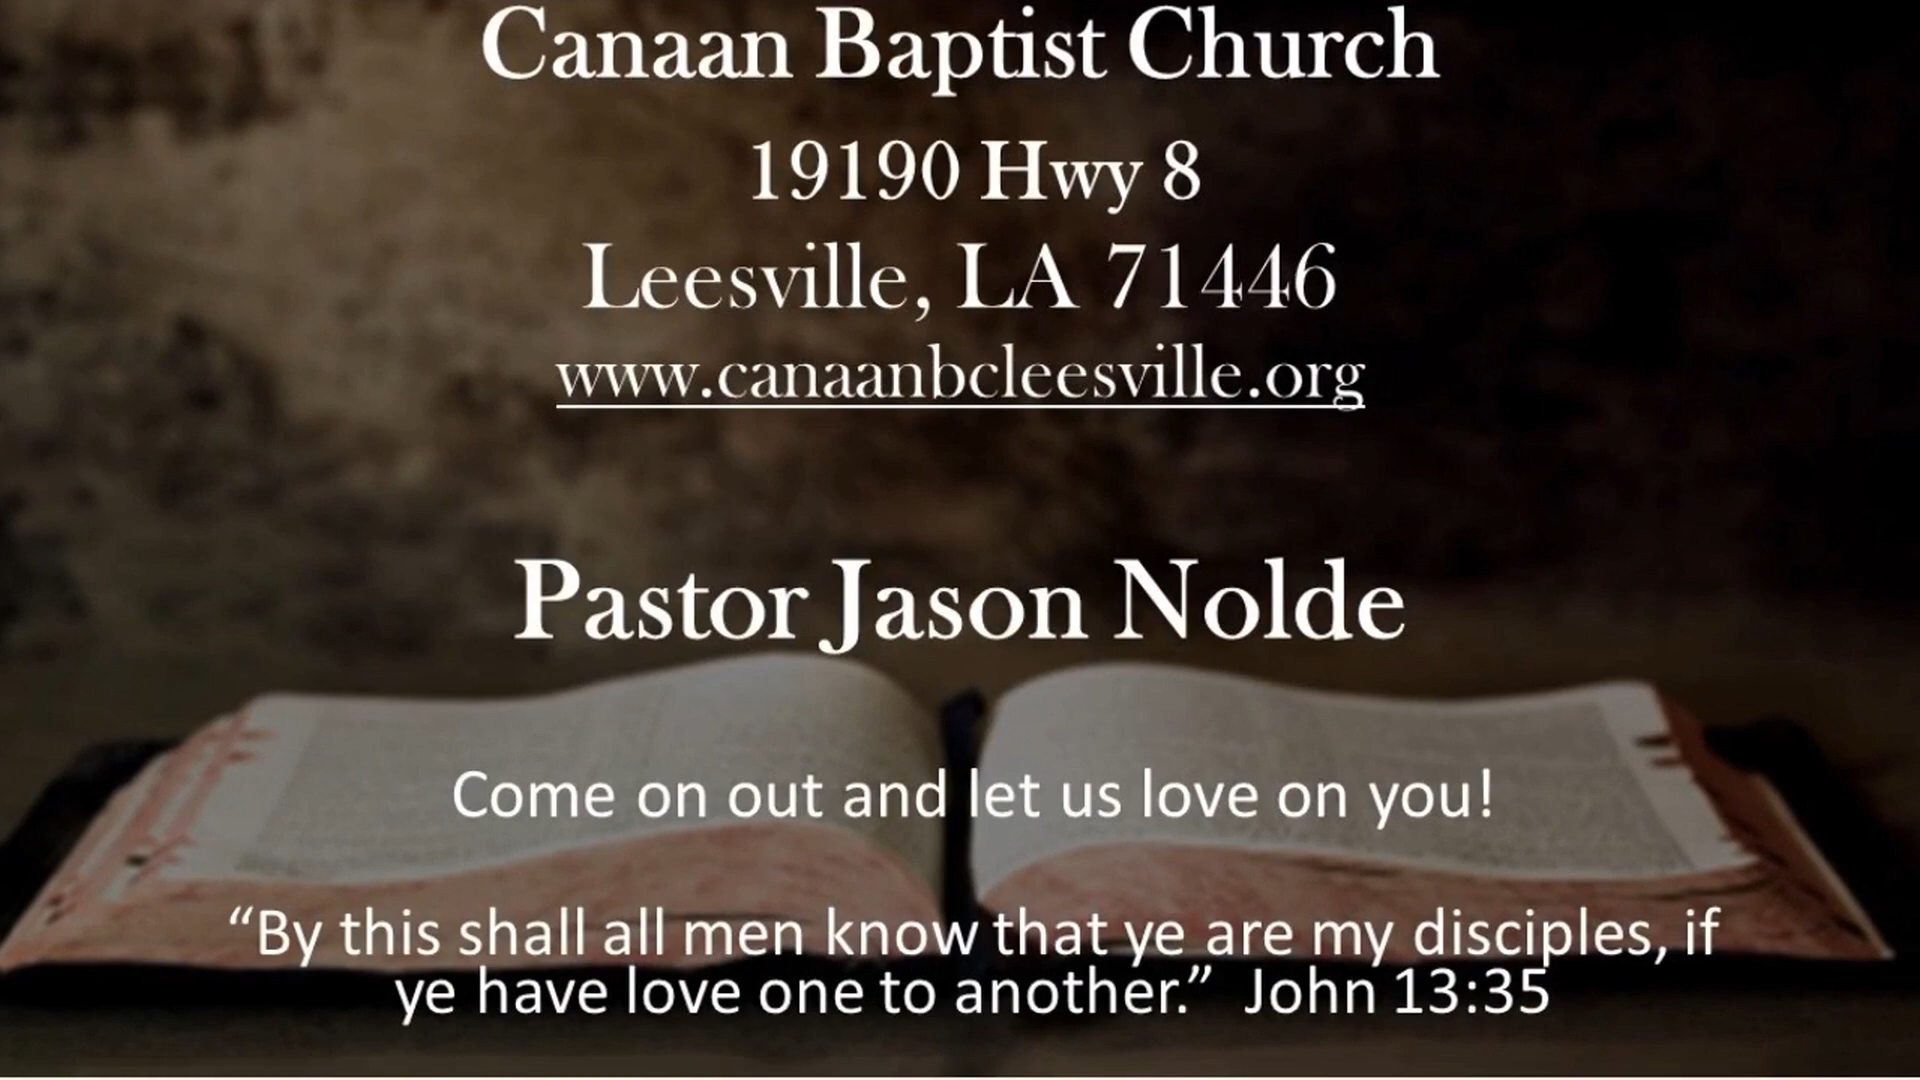 Canaan Baptist Church
19190 Hwy 8
Leesville, LA 71446
www.canaanbcleesville.org
Pastor Jason Nolde
Come on out and let us love on you!
“By this shall all men know that ye are my disciples, if
ye have love one to another.”  John 13:35